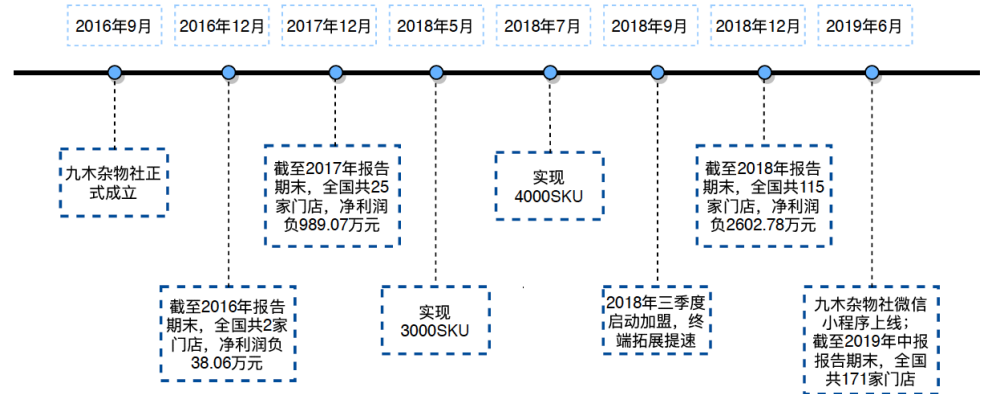 2016年9月
2016年12月
2017年12月
2018年5月
2018年7月
2018年9月
2018年12月
2019年6月
九木杂物社正
式成立
截至2016年报告
期末，全国共2家
门店，净利润负
38.06万元
截至2017年报告
期末，全国共25
家门店，净利润
负989.07万元
实现
3000SKU
实现
4000SKU
2018年三季度
启动加盟，终
端拓展提速
截至2018年报告
期末，全国共115
家门店，净利润
负2602.78万元
九木杂物社微信
小程序上线；
截至2019年中报
报告期末，全国
共171家门店